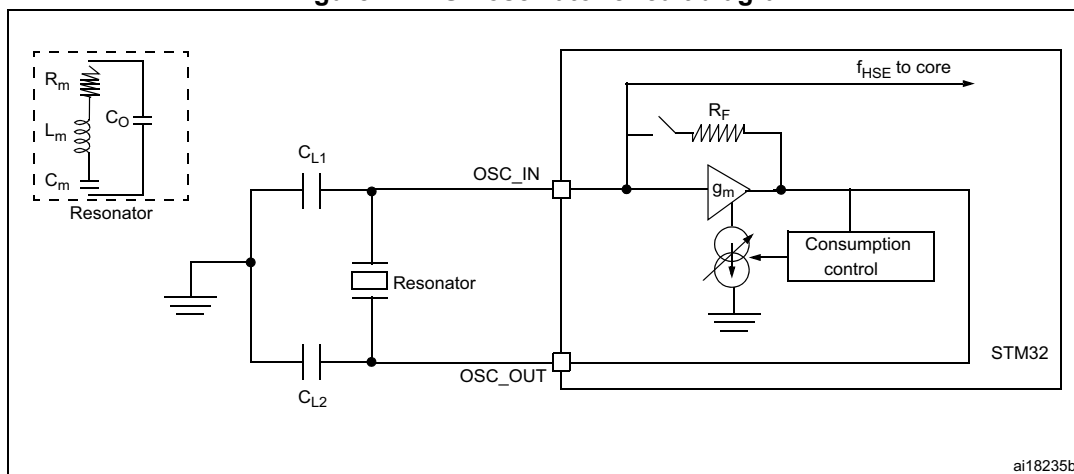 fHSE to core
Rm
RF
CO
Lm
CL1
OSC_IN
gm
Cm
Resonator
Consumption
control
Resonator
STM32
OSC_OUT
CL2
ai18235b